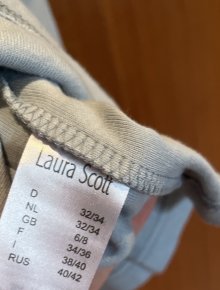 Laura Scott
D 32/34
NL 32/34
GB 6/8
F 34/36
I 38/40
RUS 40/42